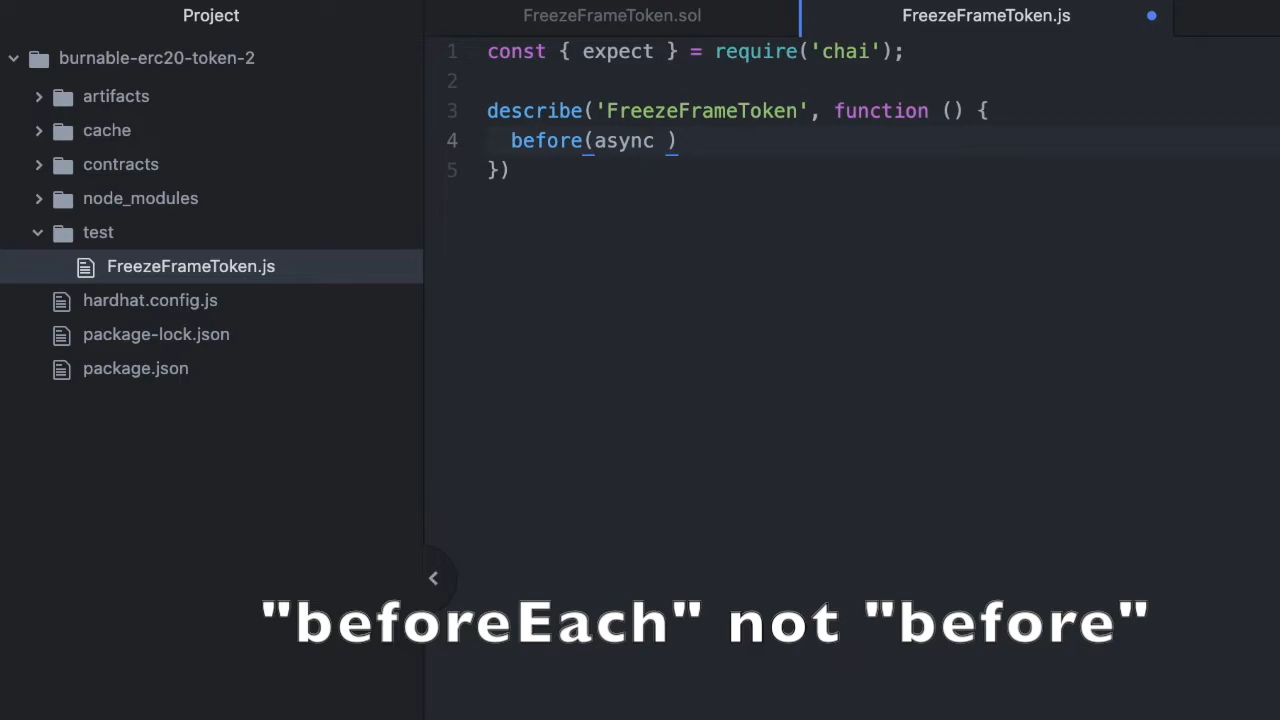 Project
burnable-erc20-token-2
artifacts
cache
contracts
node_modules
test
FreezeFrameToken.js
hardhat.config.js
package-lock.json
package.json
FreezeFrameToken.sol
FreezeFrameToken.js
1 const { expect } = require('chai');
2
3 describe('FreezeFrameToken', function () {
4   before(async )
5 })
"beforeEach" not "before"